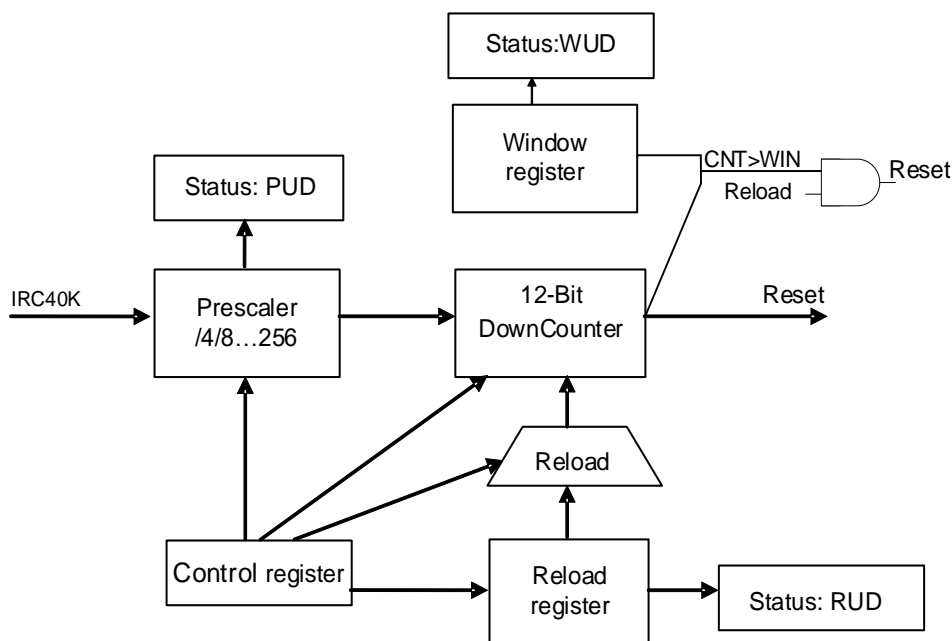 Status:WUD
Window
register
CNT>WIN
Reload
Reset
Status: PUD
IRC40K
Prescaler
/4/8...256
12-Bit
DownCounter
Reset
Reload
Control register
Reload
register
Status: RUD